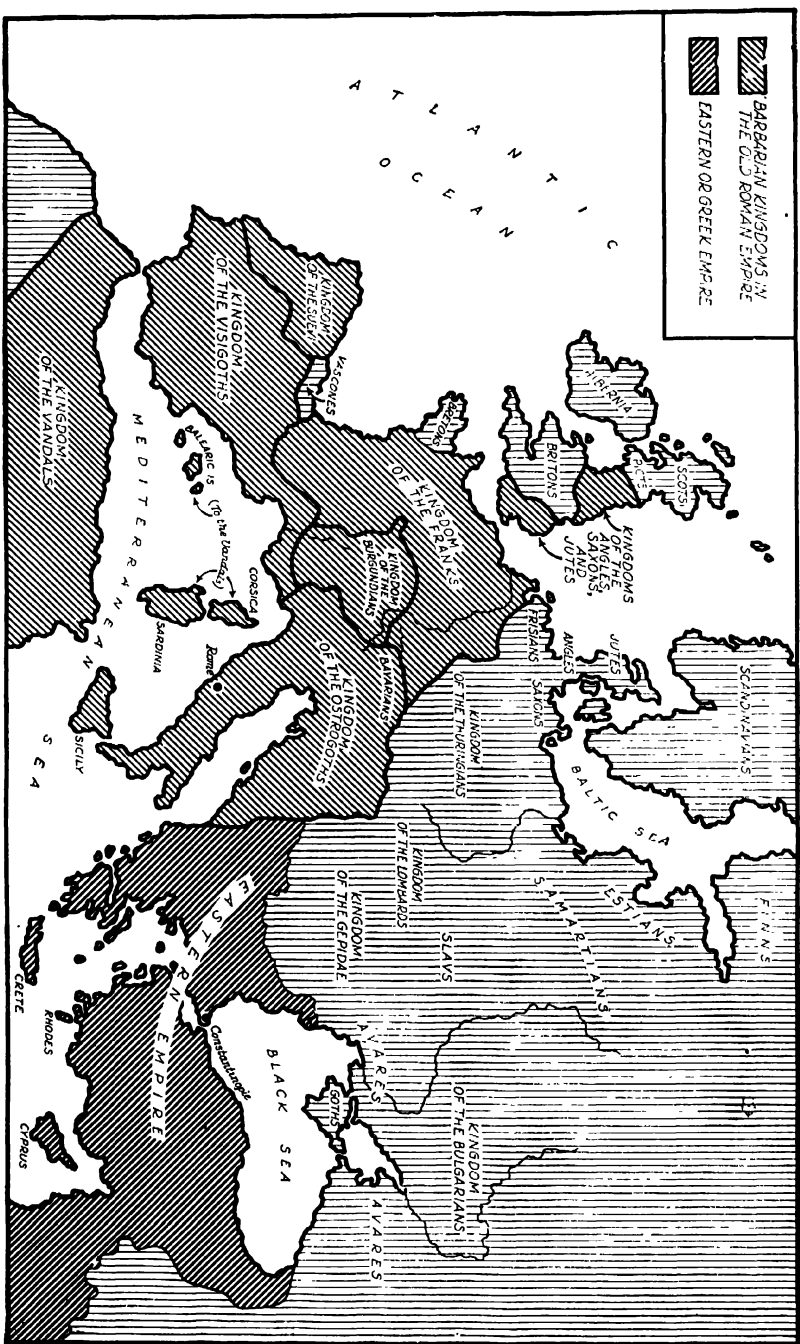 BARBARIAN KINGDOMS IN
THE OLD ROMAN EMPIRE
EASTERN OR GREEK EMPIRE
ATLANTIC
OCEAN
HIBERNIA
SCOTS
PICTS
BRITONS
KINGDOMS
OF THE
ANGLES,
SAXONS,
AND
JUTES
SCANDINAVIANS
FINNS
JUTES
ANGLES
SAXONS
FRISIANS
BALTIC SEA
ESTIANS
SAMARTIANS
BRETONS
KINGDOM
OF THE FRANKS
KINGDOM
OF THE
BURGUNDIANS
BAVARIANS
KINGDOM
OF THE THURINGIANS
KINGDOM
OF THE LOMBARDS
SLAVS
KINGDOM
OF THE GEPIDAE
AVARES
KINGDOM
OF THE BULGARIANS
AVARES
GOTHS
VASCONES
KINGDOM
OF THE SUEVI
KINGDOM
OF THE VISIGOTHS
KINGDOM
OF THE OSTROGOTHS
BALEARIC IS
(To the Vandals)
CORSICA
SARDINIA
Rome
SICILY
MEDITERRANEAN
SEA
KINGDOM
OF THE VANDALS
EASTERN EMPIRE
Constantinople
BLACK SEA
CRETE
RHODES
CYPRUS